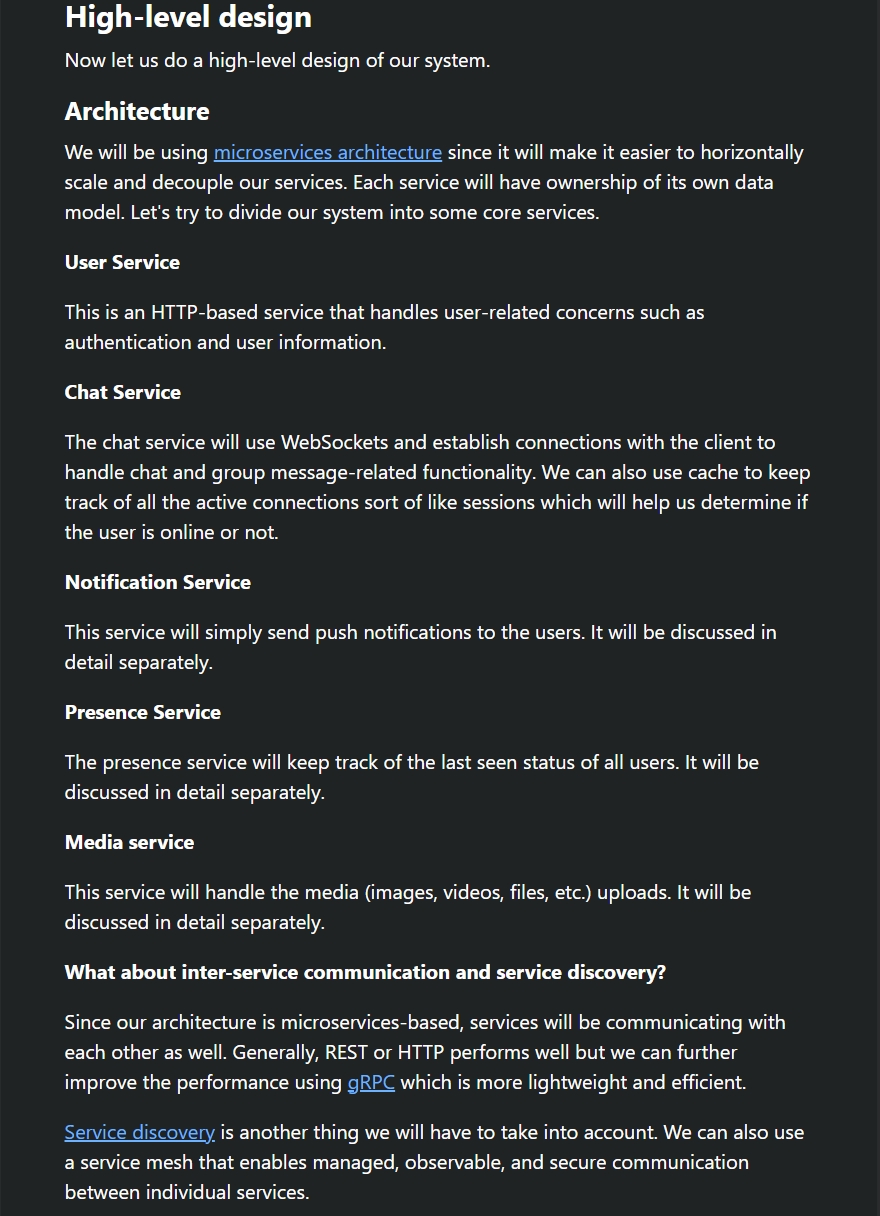 High-level design
Now let us do a high-level design of our system.
Architecture
We will be using microservices architecture since it will make it easier to horizontally
scale and decouple our services. Each service will have ownership of its own data
model. Let's try to divide our system into some core services.
User Service
This is an HTTP-based service that handles user-related concerns such as
authentication and user information.
Chat Service
The chat service will use WebSockets and establish connections with the client to
handle chat and group message-related functionality. We can also use cache to keep
track of all the active connections sort of like sessions which will help us determine if
the user is online or not.
Notification Service
This service will simply send push notifications to the users. It will be discussed in
detail separately.
Presence Service
The presence service will keep track of the last seen status of all users. It will be
discussed in detail separately.
Media service
This service will handle the media (images, videos, files, etc.) uploads. It will be
discussed in detail separately.
What about inter-service communication and service discovery?
Since our architecture is microservices-based, services will be communicating with
each other as well. Generally, REST or HTTP performs well but we can further
improve the performance using gRPC which is more lightweight and efficient.
Service discovery is another thing we will have to take into account. We can also use
a service mesh that enables managed, observable, and secure communication
between individual services.